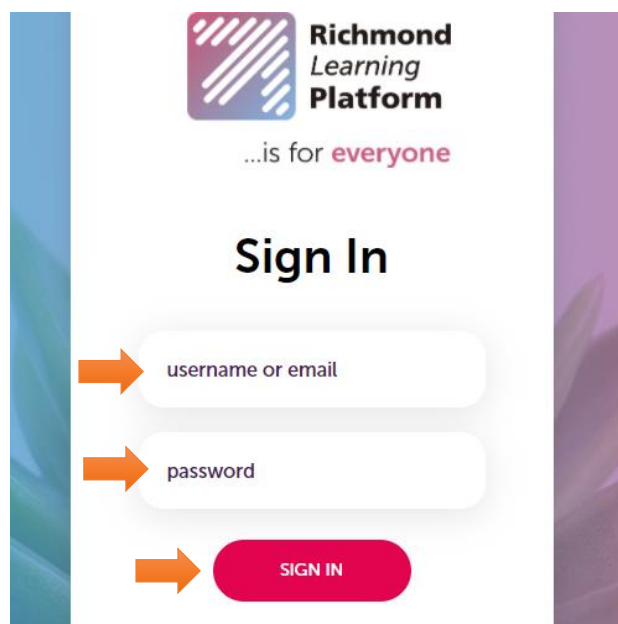 Richmond
Learning
Platform
...is for everyone
Sign In
username or email
password
SIGN IN